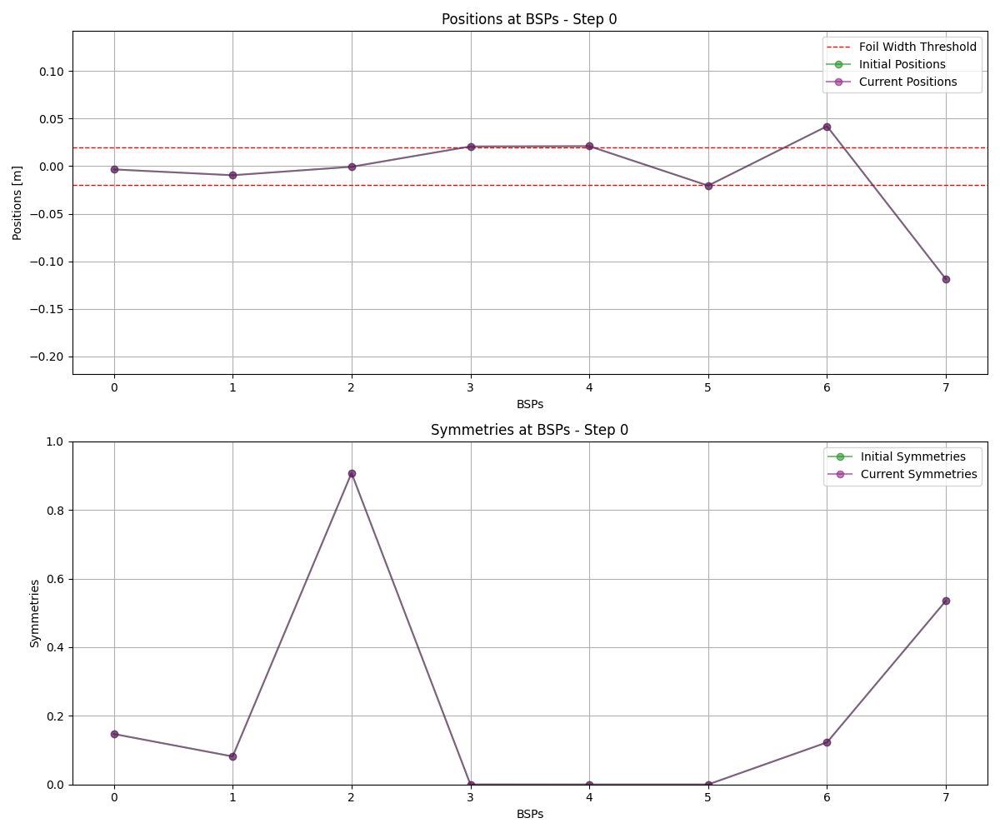 Positions at BSPs - Step 0
Foil Width Threshold
Initial Positions
Current Positions
Positions [m]
0.10
0.05
0.00
−0.05
−0.10
−0.15
−0.20
0 1 2 3 4 5 6 7
BSPs
Symmetries at BSPs - Step 0
Initial Symmetries
Current Symmetries
Symmetries
1.0
0.8
0.6
0.4
0.2
0.0
0 1 2 3 4 5 6 7
BSPs